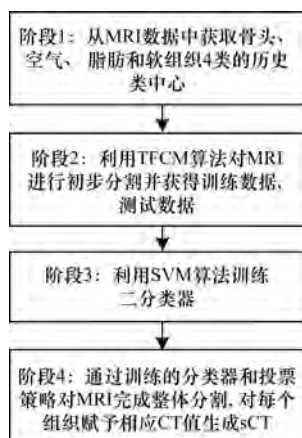 阶段1：从MRI数据中获取骨头、
空气、脂肪和软组织4类的历史
类中心
阶段2：利用TFCM算法对MRI
进行初步分割并获得训练数据，
测试数据
阶段3：利用SVM算法训练
二分类器
阶段4：通过训练的分类器和投票
策略对MRI完成整体分割，对每个
组织赋予相应CT值生成sCT